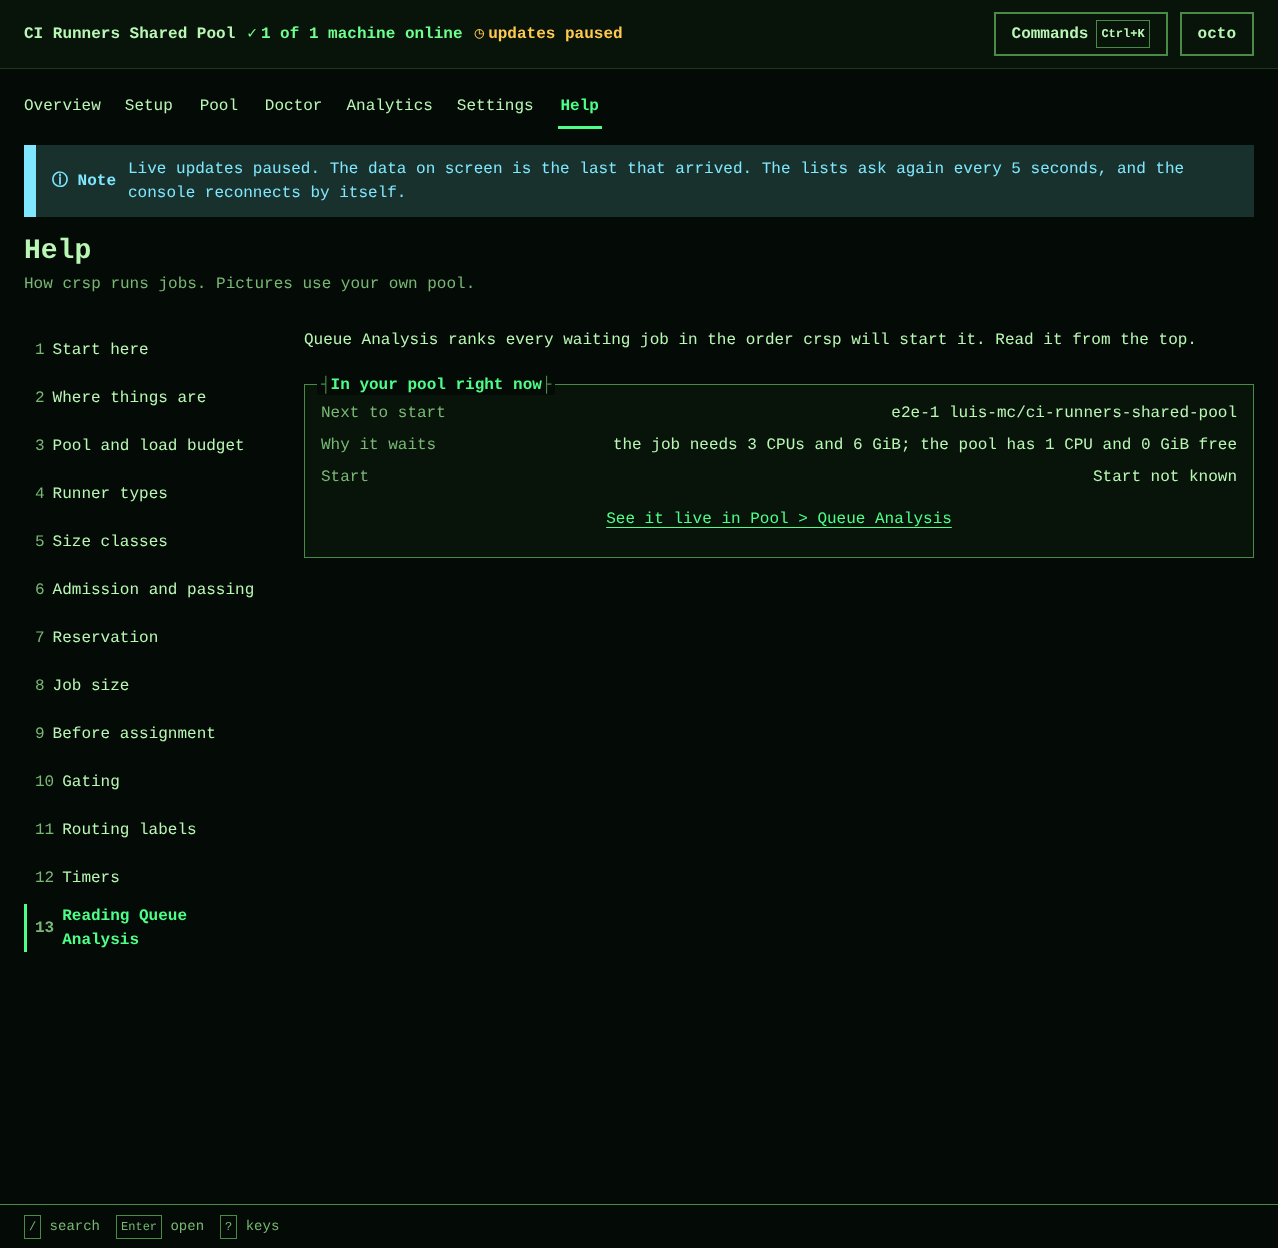 CI Runners Shared Pool ✓ 1 of 1 machine online ◷ updates paused Commands Ctrl+K octo
Overview Setup Pool Doctor Analytics Settings Help
ⓘ Note Live updates paused. The data on screen is the last that arrived. The lists ask again every 5 seconds, and the
console reconnects by itself.
Help
How crsp runs jobs. Pictures use your own pool.
1 Start here
2 Where things are
3 Pool and load budget
4 Runner types
5 Size classes
6 Admission and passing
7 Reservation
8 Job size
9 Before assignment
10 Gating
11 Routing labels
12 Timers
13 Reading Queue
Analysis
Queue Analysis ranks every waiting job in the order crsp will start it. Read it from the top.
┤In your pool right now├
Next to start e2e-1 luis-mc/ci-runners-shared-pool
Why it waits the job needs 3 CPUs and 6 GiB; the pool has 1 CPU and 0 GiB free
Start Start not known
See it live in Pool > Queue Analysis
/ search Enter open ? keys